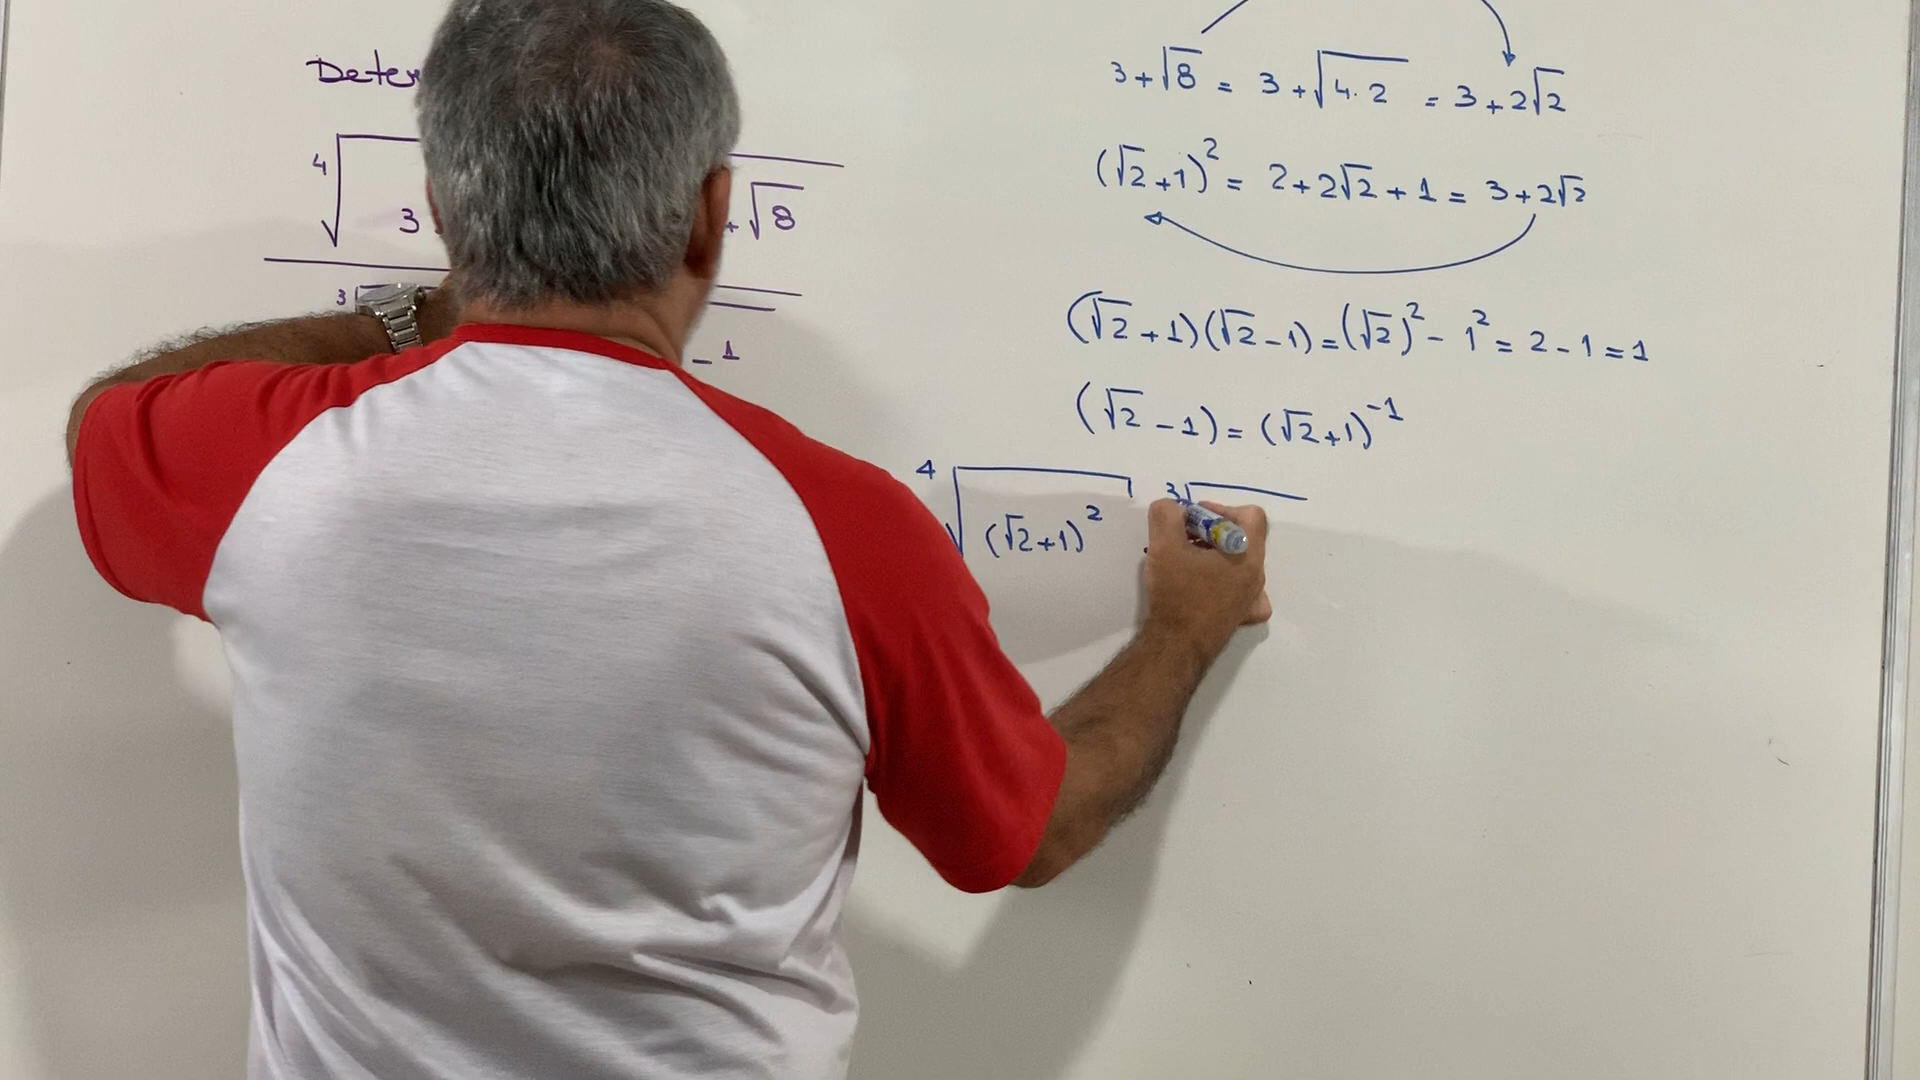 ⁴√ 3 + √8
3√
- 1
3 + √8 = 3 + √4.2 = 3 + 2√2
(√2 + 1)² = 2 + 2√2 + 1 = 3 + 2√2
(√2 + 1)(√2 - 1) = (√2)² - 1² = 2 - 1 = 1
(√2 - 1) = (√2 + 1)⁻¹
⁴√(√2 + 1)² . ³√